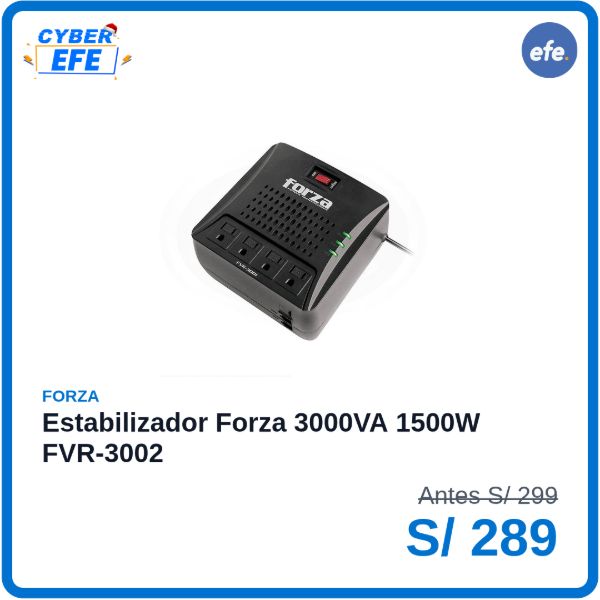 CYBER
EFE
efe.
forza
FORZA
Estabilizador Forza 3000VA 1500W
FVR-3002
Antes S/ 299
S/ 289